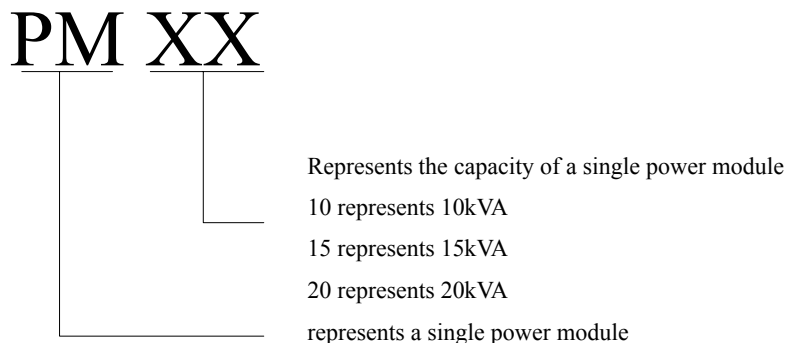 PM XX
Represents the capacity of a single power module
10 represents 10kVA
15 represents 15kVA
20 represents 20kVA
represents a single power module